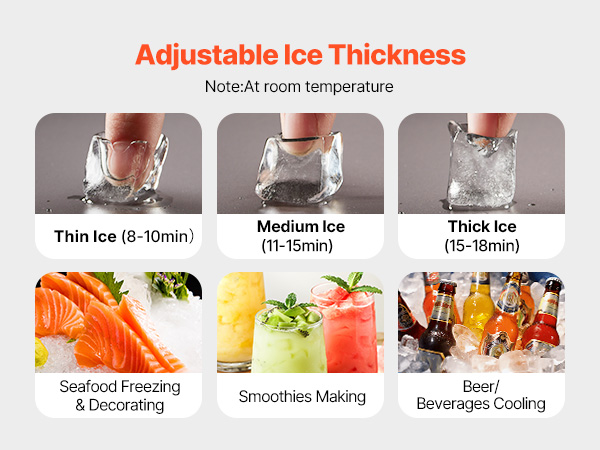 Adjustable Ice Thickness
Note:At room temperature
Thin Ice (8-10min）
Medium Ice
(11-15min)
Thick Ice
(15-18min)
Seafood Freezing
& Decorating
Smoothies Making
Beer/
Beverages Cooling